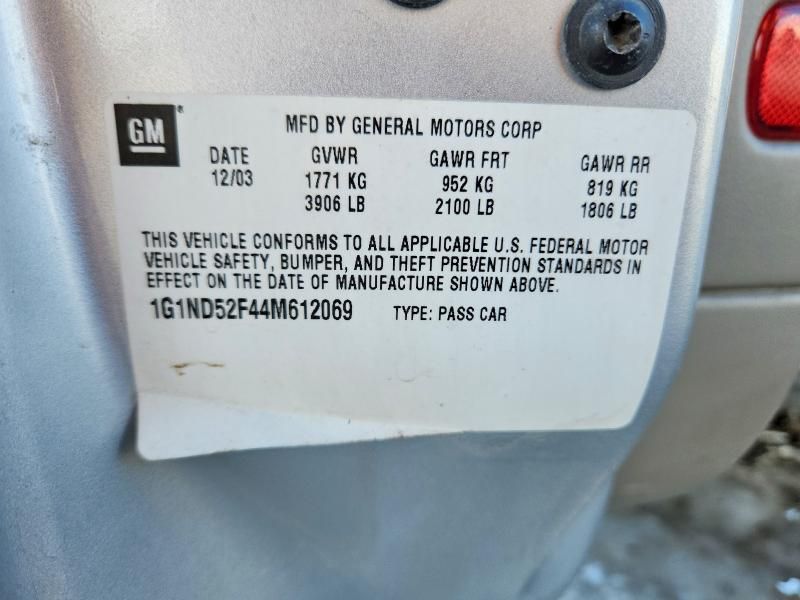 GM
MFD BY GENERAL MOTORS CORP
DATE GVWR GAWR FRT GAWR RR
12/03 1771 KG 952 KG 819 KG
3906 LB 2100 LB 1806 LB
THIS VEHICLE CONFORMS TO ALL APPLICABLE U.S. FEDERAL MOTOR
VEHICLE SAFETY, BUMPER, AND THEFT PREVENTION STANDARDS IN
EFFECT ON THE DATE OF MANUFACTURE SHOWN ABOVE.
1G1ND52F44M612069 TYPE: PASS CAR